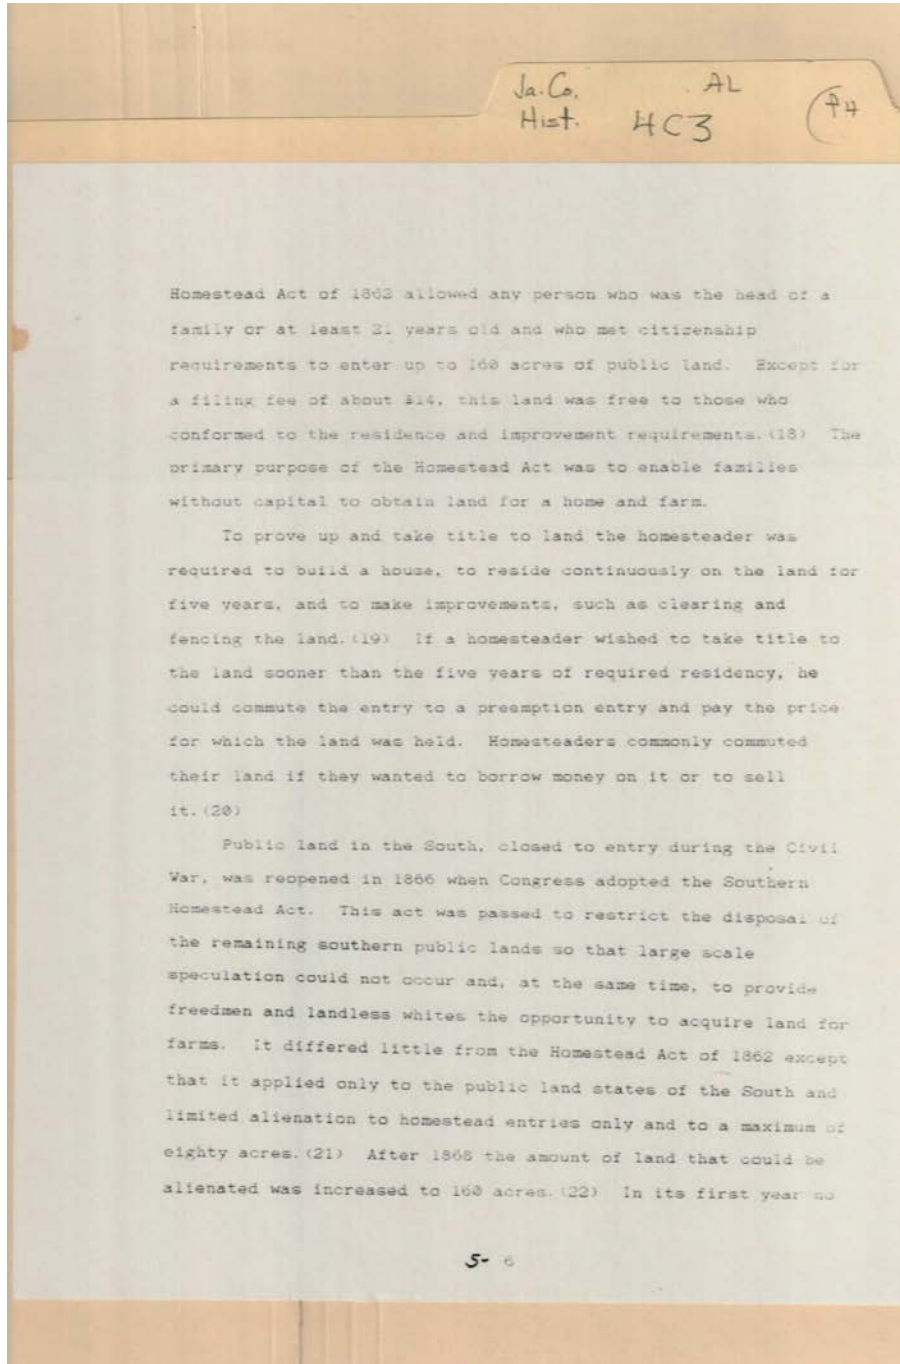 Ja. Co. AL
Hist. 4C3 P4
Homestead Act of 1862 allowed any person who was the head of a
family or at least 21 years old and who met citizenship
requirements to enter up to 160 acres of public land. Except for
a filing fee of about $14, this land was free to those who
conformed to the residence and improvement requirements.(18) The
primary purpose of the Homestead Act was to enable families
without capital to obtain land for a home and farm.
To prove up and take title to land the homesteader was
required to build a house, to reside continuously on the land for
five years, and to make improvements, such as clearing and
fencing the land.(19) If a homesteader wished to take title to
the land sooner than the five years of required residency, he
could commute the entry to a preemption entry and pay the price
for which the land was held. Homesteaders commonly commuted
their land if they wanted to borrow money on it or to sell
it.(20)
Public land in the South, closed to entry during the Civil
War, was reopened in 1866 when Congress adopted the Southern
Homestead Act. This act was passed to restrict the disposal of
the remaining southern public lands so that large scale
speculation could not occur and, at the same time, to provide
freedmen and landless whites the opportunity to acquire land for
farms. It differed little from the Homestead Act of 1862 except
that it applied only to the public land states of the South and
limited alienation to homestead entries only and to a maximum of
eighty acres.(21) After 1868 the amount of land that could be
alienated was increased to 160 acres.(22) In its first year no
5- 6